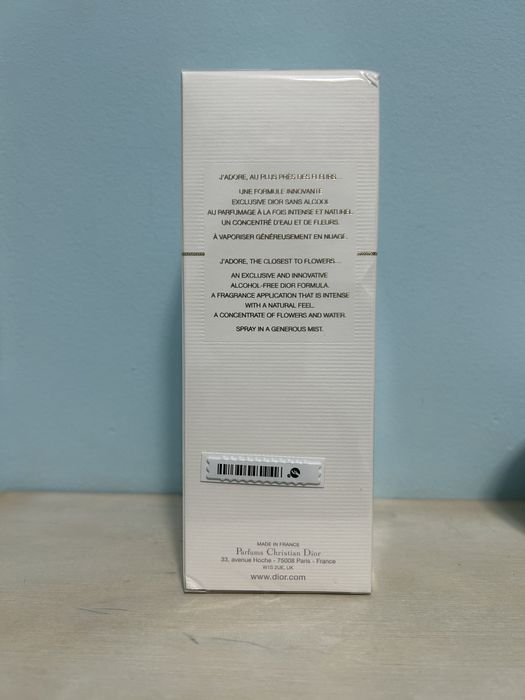 J'ADORE, AU PLUS PRÈS DES FLEURS...
UNE FORMULE INNOVANTE
EXCLUSIVE DIOR SANS ALCOOL
AU PARFUMAGE À LA FOIS INTENSE ET NATUREL.
UN CONCENTRÉ D'EAU ET DE FLEURS.
À VAPORISER GÉNÉREUSEMENT EN NUAGE.
J'ADORE, THE CLOSEST TO FLOWERS...
AN EXCLUSIVE AND INNOVATIVE
ALCOHOL-FREE DIOR FORMULA.
A FRAGRANCE APPLICATION THAT IS INTENSE
WITH A NATURAL FEEL.
A CONCENTRATE OF FLOWERS AND WATER.
SPRAY IN A GENEROUS MIST.
MADE IN FRANCE
Parfums Christian Dior
33, avenue Hoche - 75008 Paris - France
W1S 2UE, UK
www.dior.com